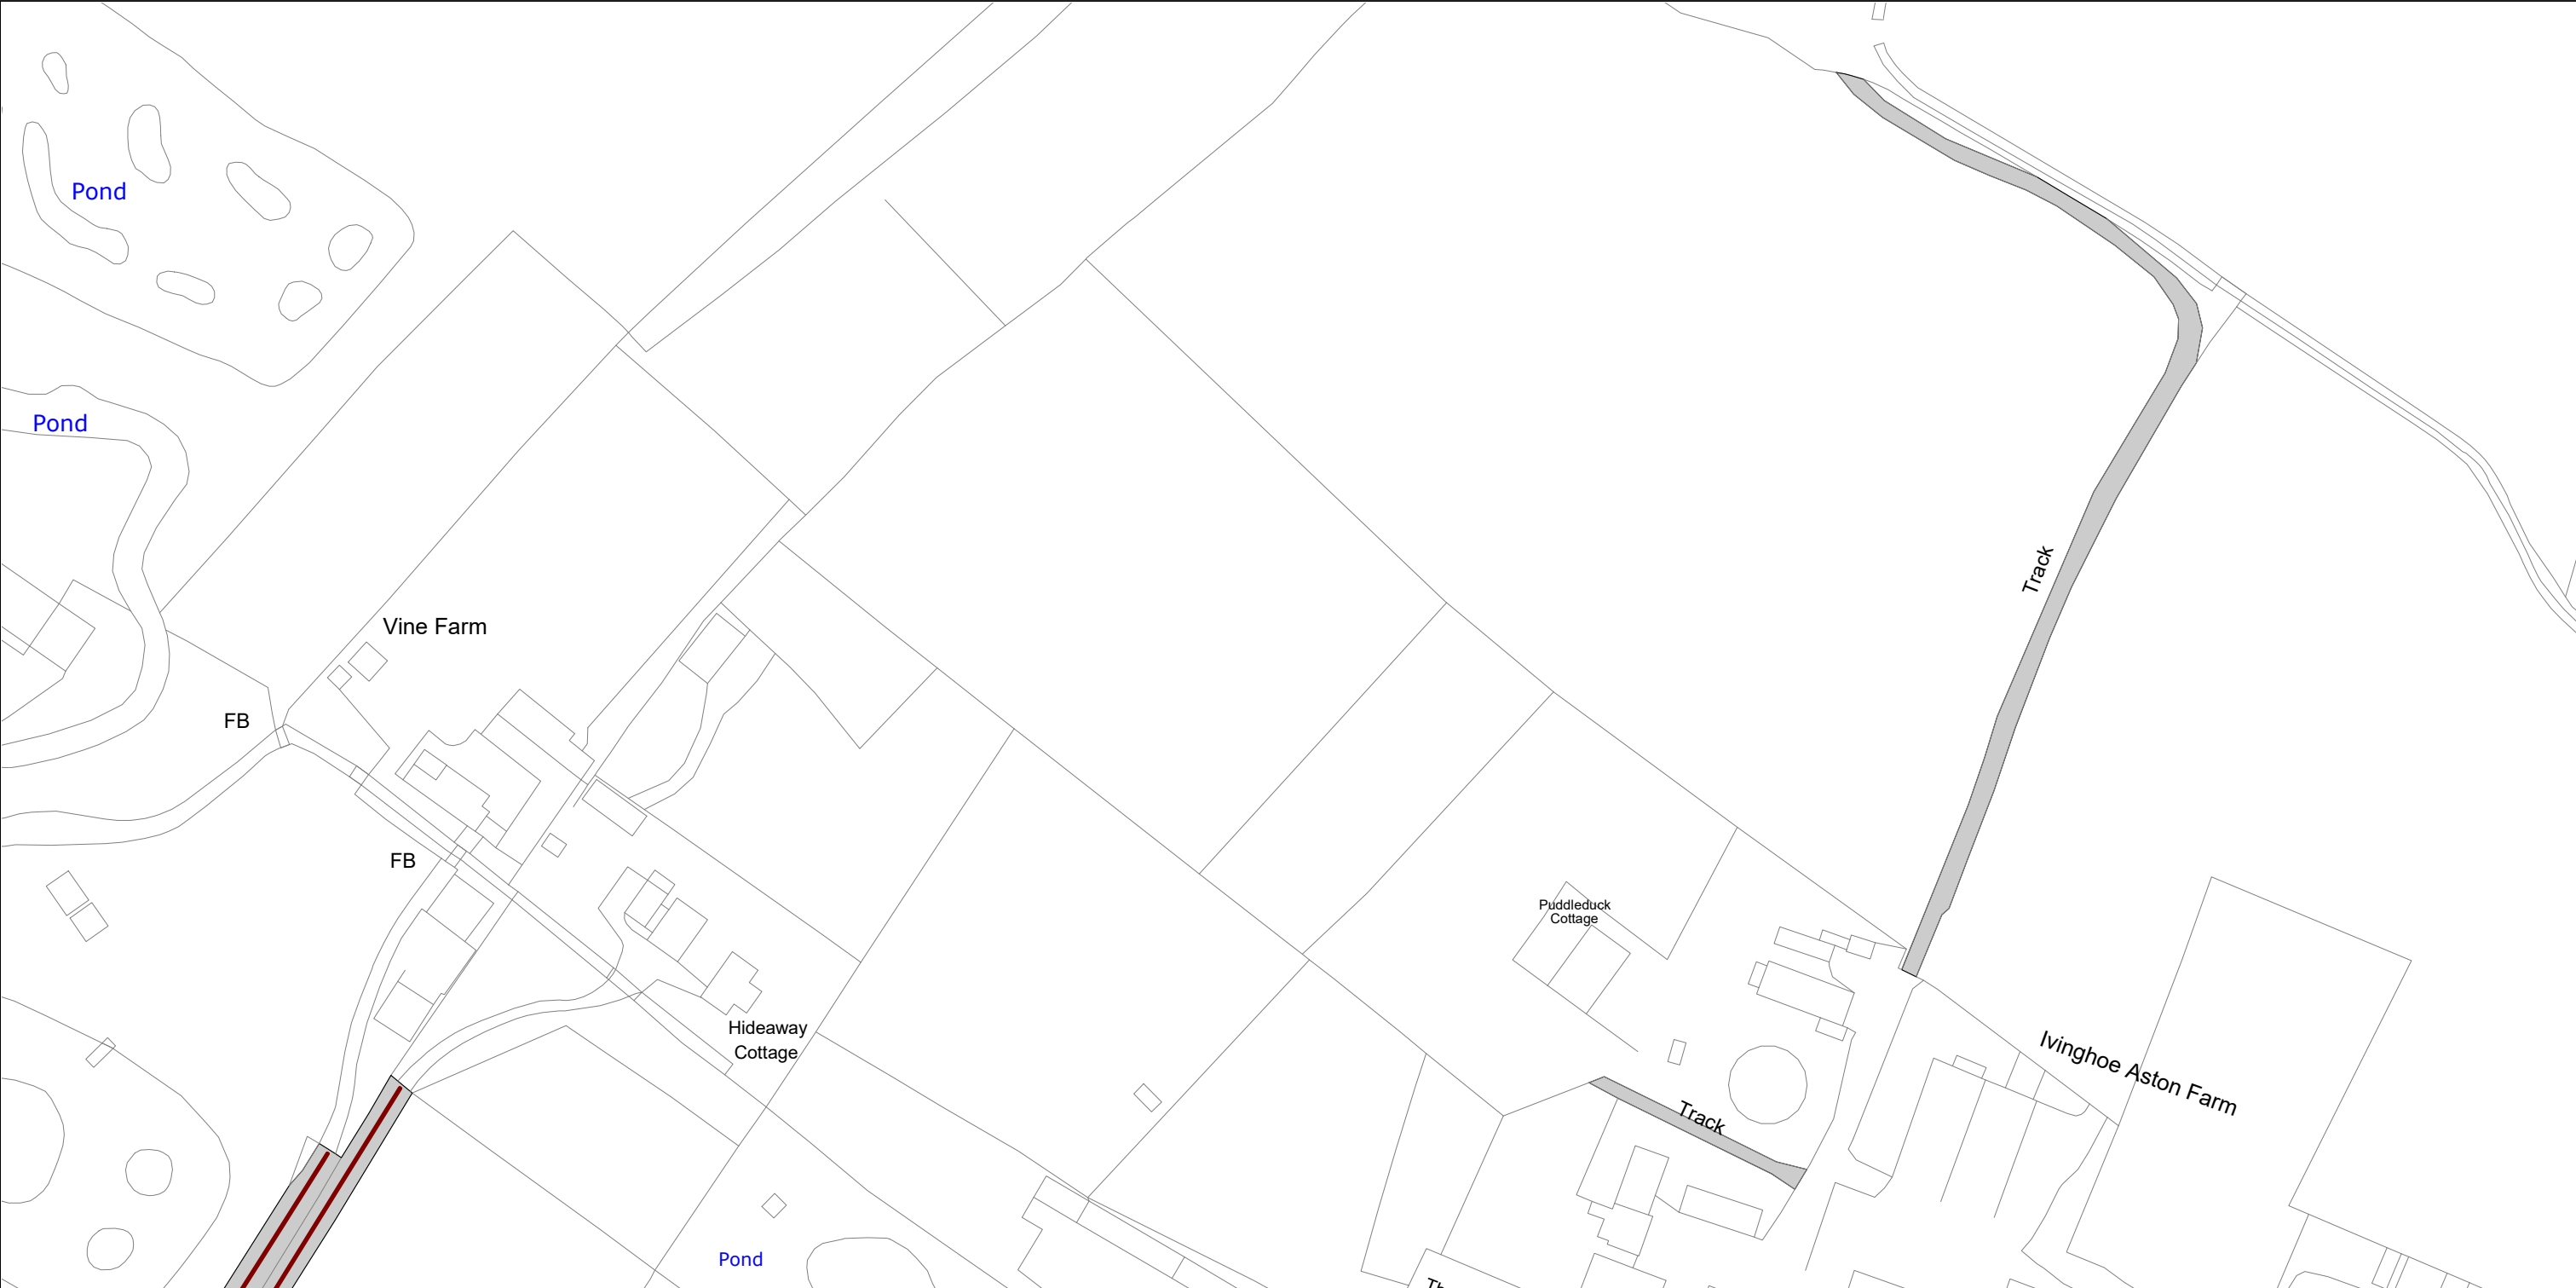 Pond
Pond
Track
Vine Farm
FB
FB
Puddleduck
Cottage
Hideaway
Cottage
Ivinghoe Aston Farm
Track
Pond